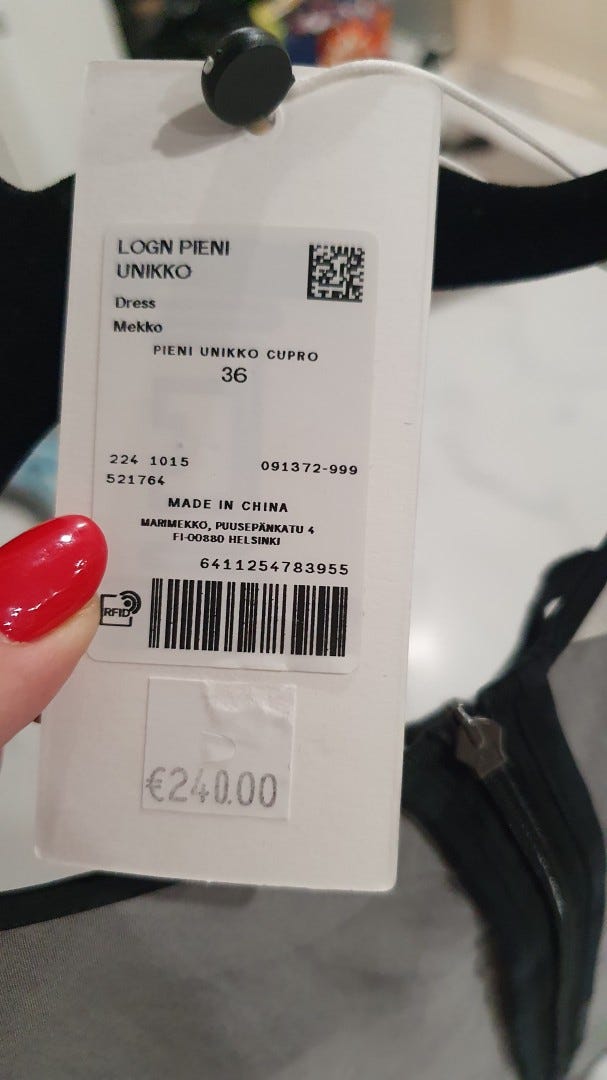 LOGN PIENI
UNIKKO
Dress
Mekko
PIENI UNIKKO CUPRO
36
224 1015
091372-999
521764
MADE IN CHINA
MARIMEKKO, PUUSEPÄNKATU 4
FI-00880 HELSINKI
6411254783955
RFID
€240.00